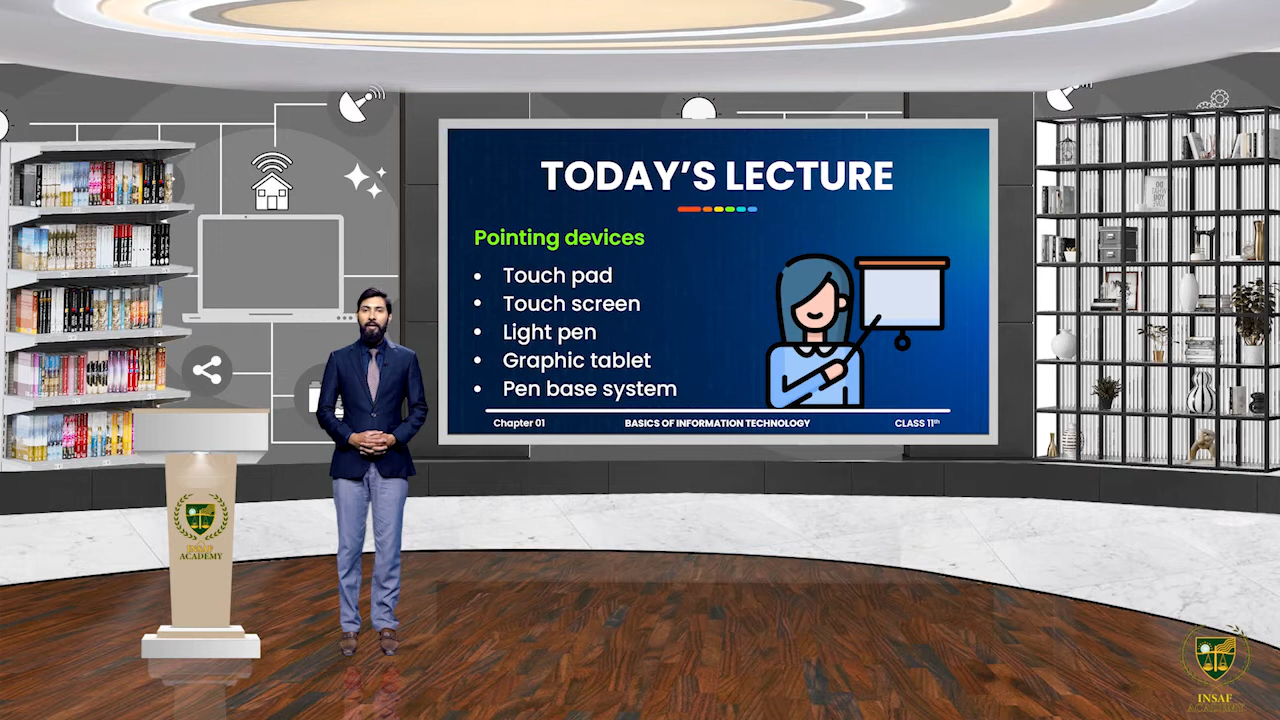 TODAY'S LECTURE
Pointing devices
• Touch pad
• Touch screen
• Light pen
• Graphic tablet
• Pen base system
Chapter 01
BASICS OF INFORMATION TECHNOLOGY
CLASS 11th
INSAF
ACADEMY
INSAF
ACADEMY